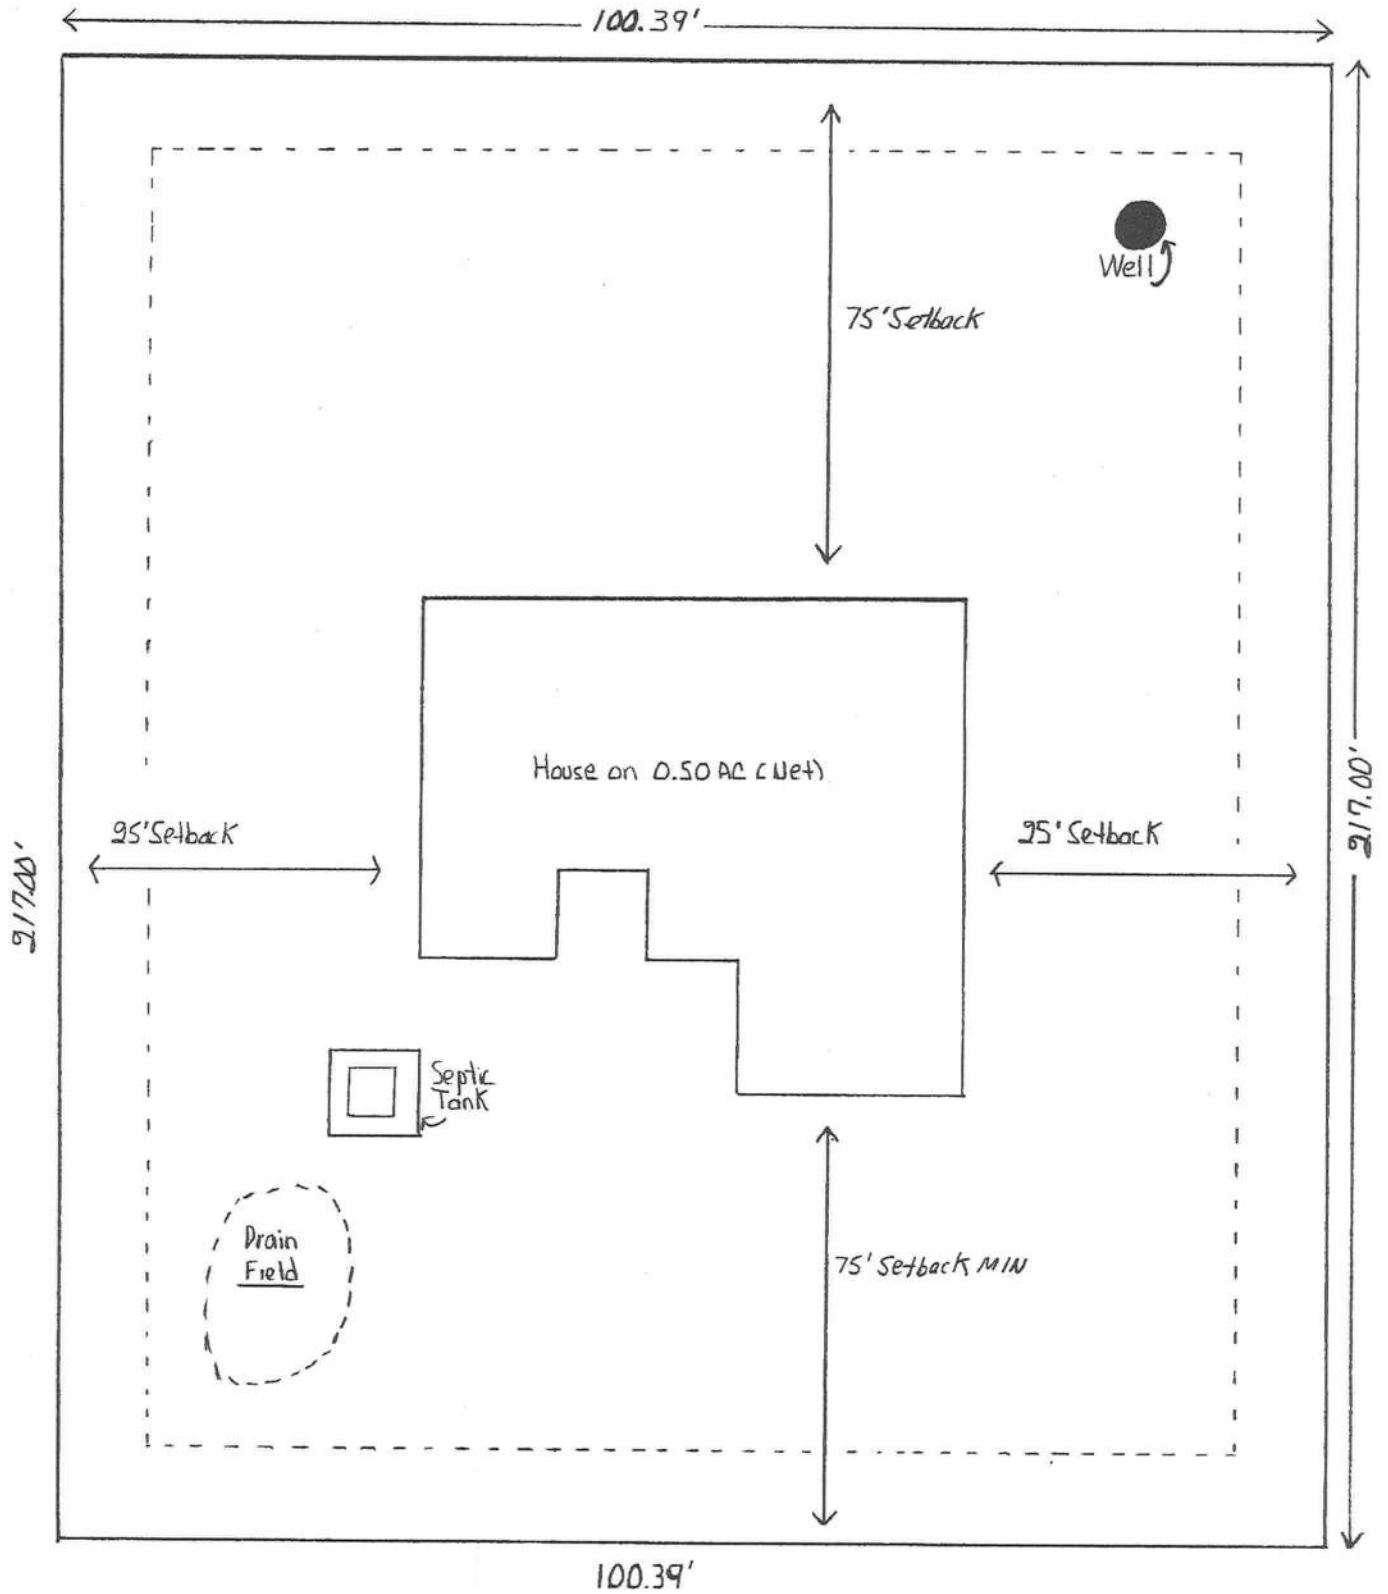 100.39'
Well
75' Setback
217.00'
House on 0.50 AC (Net)
25' Setback
25' Setback
217.00'
Septic
Tank
Drain
Field
75' Setback MIN
100.39'